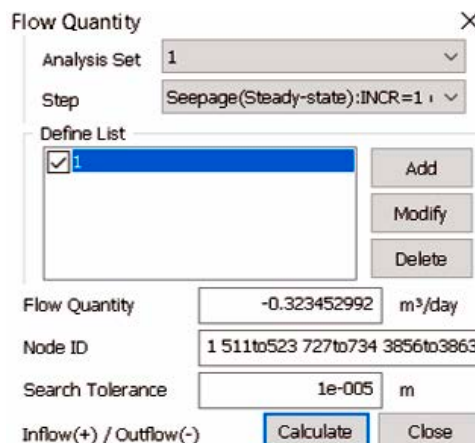 Flow Quantity
Analysis Set 1
Step Seepage(Steady-state):INCR=1
Define List
1 Add
Modify
Delete
Flow Quantity -0.323452992 m³/day
Node ID 1 511to523 727to734 3856to3863
Search Tolerance 1e-005 m
Inflow(+) / Outflow(-) Calculate Close